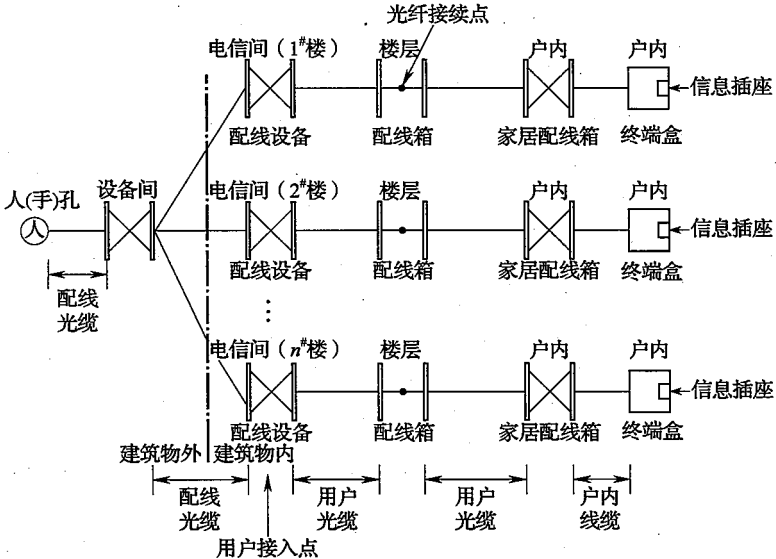 光纤接续点
电信间（1#楼） 楼层 户内 户内
信息插座
配线设备 配线箱 家居配线箱 终端盒
设备间
人(手)孔
人
电信间（2#楼） 楼层 户内 户内
信息插座
配线设备 配线箱 家居配线箱 终端盒
配线
光缆
⋮
电信间（n#楼） 楼层 户内 户内
信息插座
配线设备 配线箱 家居配线箱 终端盒
建筑物外 建筑物内
配线 用户 用户 户内
光缆 光缆 光缆 线缆
用户接入点